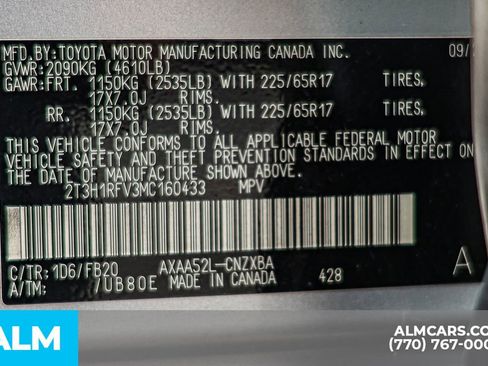 MFD.BY:TOYOTA MOTOR MANUFACTURING CANADA INC. 09/
GVWR:2090KG (4610LB)
GAWR:FRT. 1150KG (2535LB) WITH 225/65R17 TIRES,
17X7.0J RIMS.
RR. 1150KG (2535LB) WITH 225/65R17 TIRES,
17X7.0J RIMS.
THIS VEHICLE CONFORMS TO ALL APPLICABLE FEDERAL MOTOR
VEHICLE SAFETY AND THEFT PREVENTION STANDARDS IN EFFECT ON
THE DATE OF MANUFACTURE SHOWN ABOVE.
2T3H1RFV3MC160433 MPV
C/TR:1D6/FB20 AXAA52L-CNZXBA A
A/TM: /UB80E MADE IN CANADA 428
ALM
ALMCARS.CO
(770) 767-000